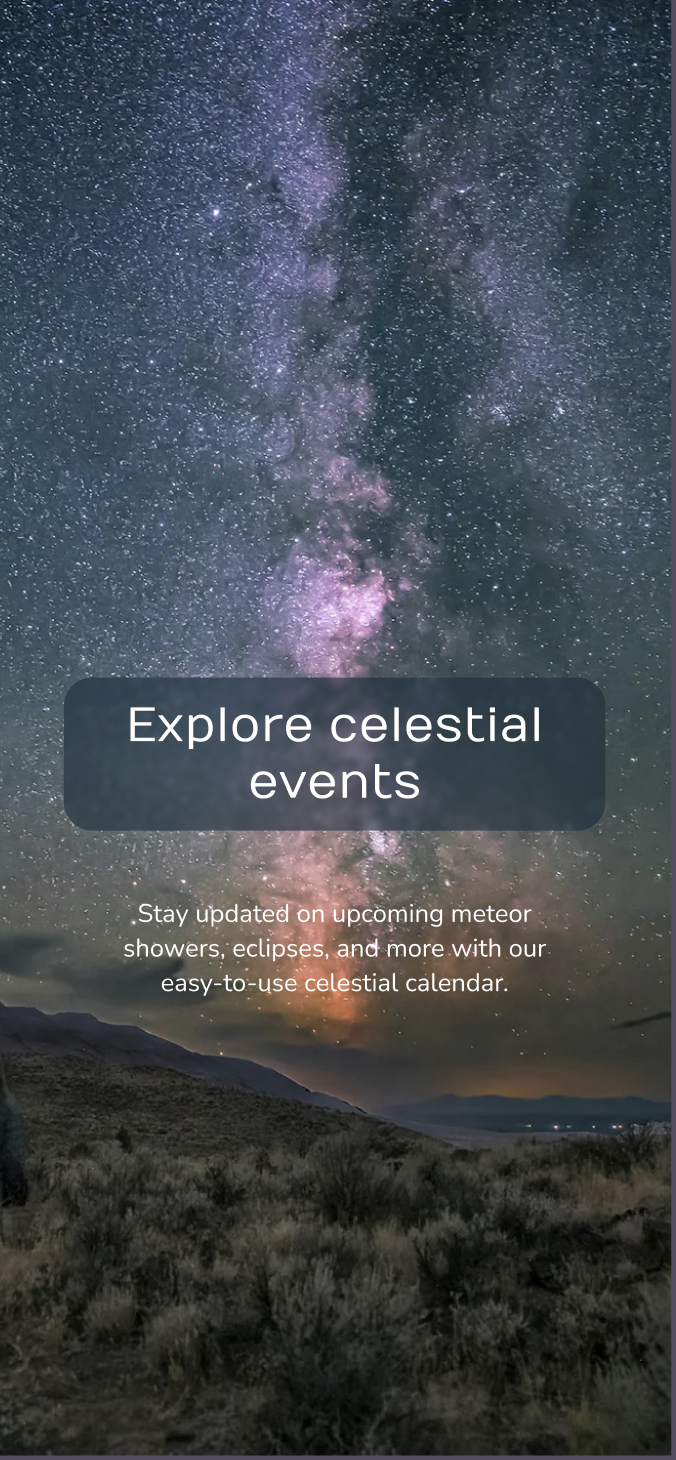 Explore celestial
events
Stay updated on upcoming meteor
showers, eclipses, and more with our
easy-to-use celestial calendar.